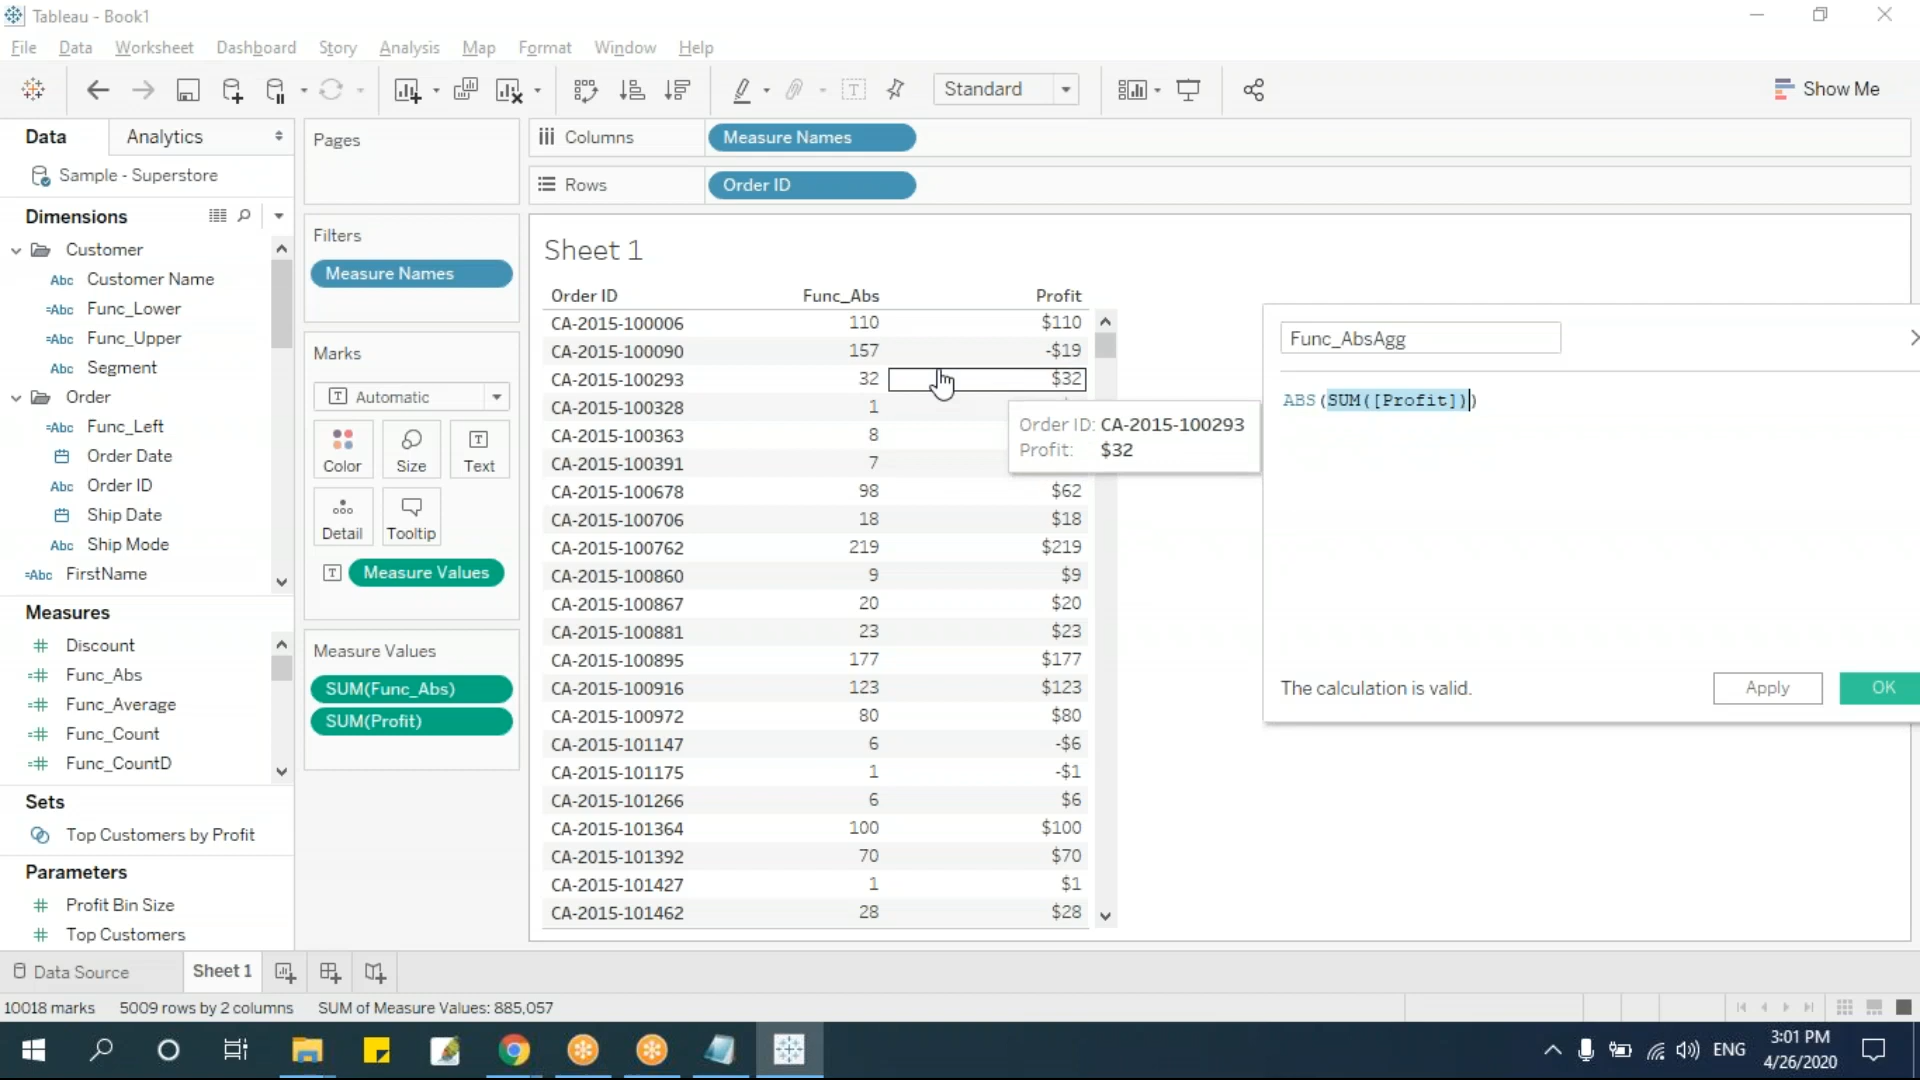 Tableau - Book1
File Data Worksheet Dashboard Story Analysis Map Format Window Help
Standard
Show Me
Data Analytics
Sample - Superstore
Dimensions
Customer
Abc Customer Name
=Abc Func_Lower
=Abc Func_Upper
Abc Segment
Order
=Abc Func_Left
Order Date
Abc Order ID
Ship Date
Abc Ship Mode
=Abc FirstName
Measures
# Discount
=# Func_Abs
=# Func_Average
=# Func_Count
=# Func_CountD
Sets
Top Customers by Profit
Parameters
# Profit Bin Size
# Top Customers
Pages
Filters
Measure Names
Marks
T Automatic
Color Size Text
Detail Tooltip
T Measure Values
Measure Values
SUM(Func_Abs)
SUM(Profit)
Columns Measure Names
Rows Order ID
Sheet 1
Order ID Func_Abs Profit
CA-2015-100006 110 $110
CA-2015-100090 157 -$19
CA-2015-100293 32 $32
CA-2015-100328 1
CA-2015-100363 8
CA-2015-100391 7
CA-2015-100678 98 $62
CA-2015-100706 18 $18
CA-2015-100762 219 $219
CA-2015-100860 9 $9
CA-2015-100867 20 $20
CA-2015-100881 23 $23
CA-2015-100895 177 $177
CA-2015-100916 123 $123
CA-2015-100972 80 $80
CA-2015-101147 6 -$6
CA-2015-101175 1 -$1
CA-2015-101266 6 $6
CA-2015-101364 100 $100
CA-2015-101392 70 $70
CA-2015-101427 1 $1
CA-2015-101462 28 $28
Order ID: CA-2015-100293
Profit: $32
Func_AbsAgg
ABS(SUM([Profit]))
The calculation is valid.
Apply OK
Data Source Sheet 1
10018 marks 5009 rows by 2 columns SUM of Measure Values: 885,057
ENG
3:01 PM
4/26/2020